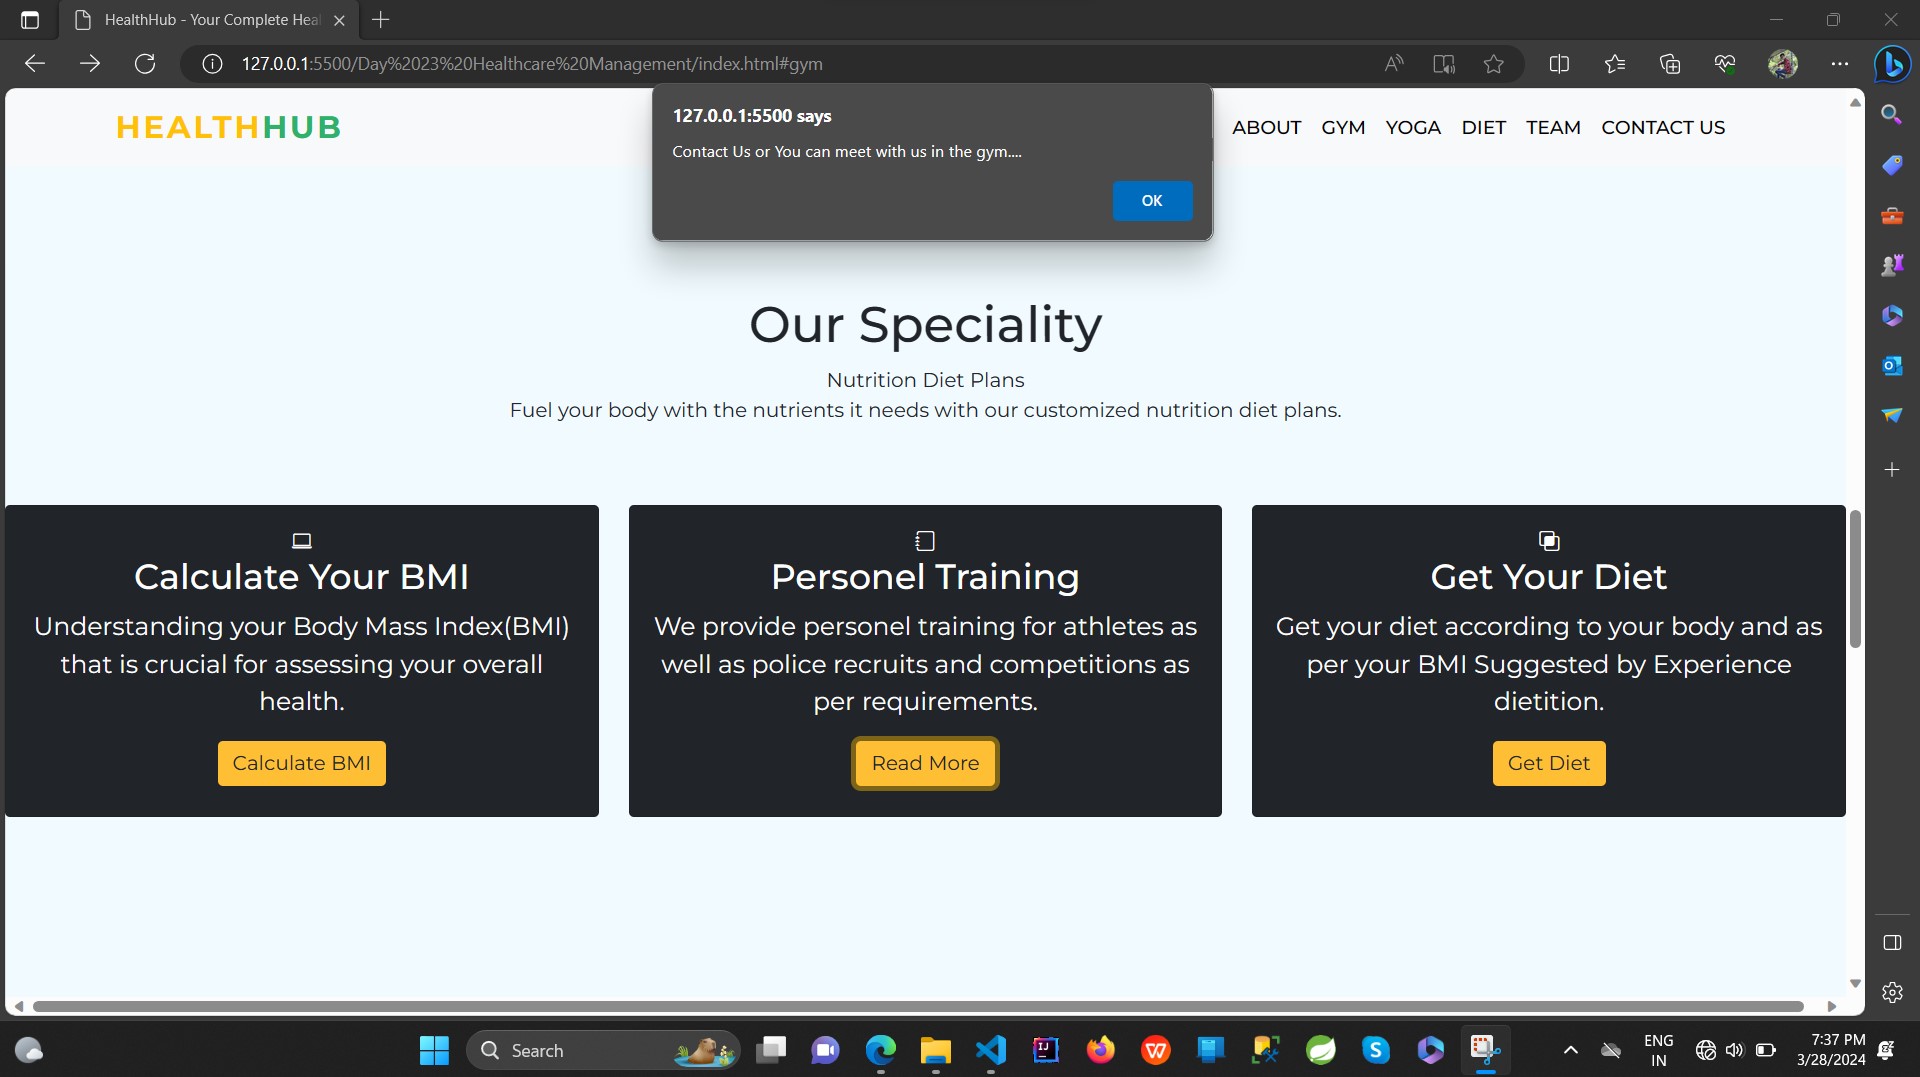 HealthHub - Your Complete Heal
127.0.0.1:5500/Day%2023%20Healthcare%20Management/index.html#gym
HEALTHHUB
127.0.0.1:5500 says
Contact Us or You can meet with us in the gym....
OK
ABOUT GYM YOGA DIET TEAM CONTACT US
Our Speciality
Nutrition Diet Plans
Fuel your body with the nutrients it needs with our customized nutrition diet plans.
Calculate Your BMI
Understanding your Body Mass Index(BMI)
that is crucial for assessing your overall
health.
Calculate BMI
Personel Training
We provide personel training for athletes as
well as police recruits and competitions as
per requirements.
Read More
Get Your Diet
Get your diet according to your body and as
per your BMI Suggested by Experience
dietition.
Get Diet
Search
ENG
IN
7:37 PM
3/28/2024